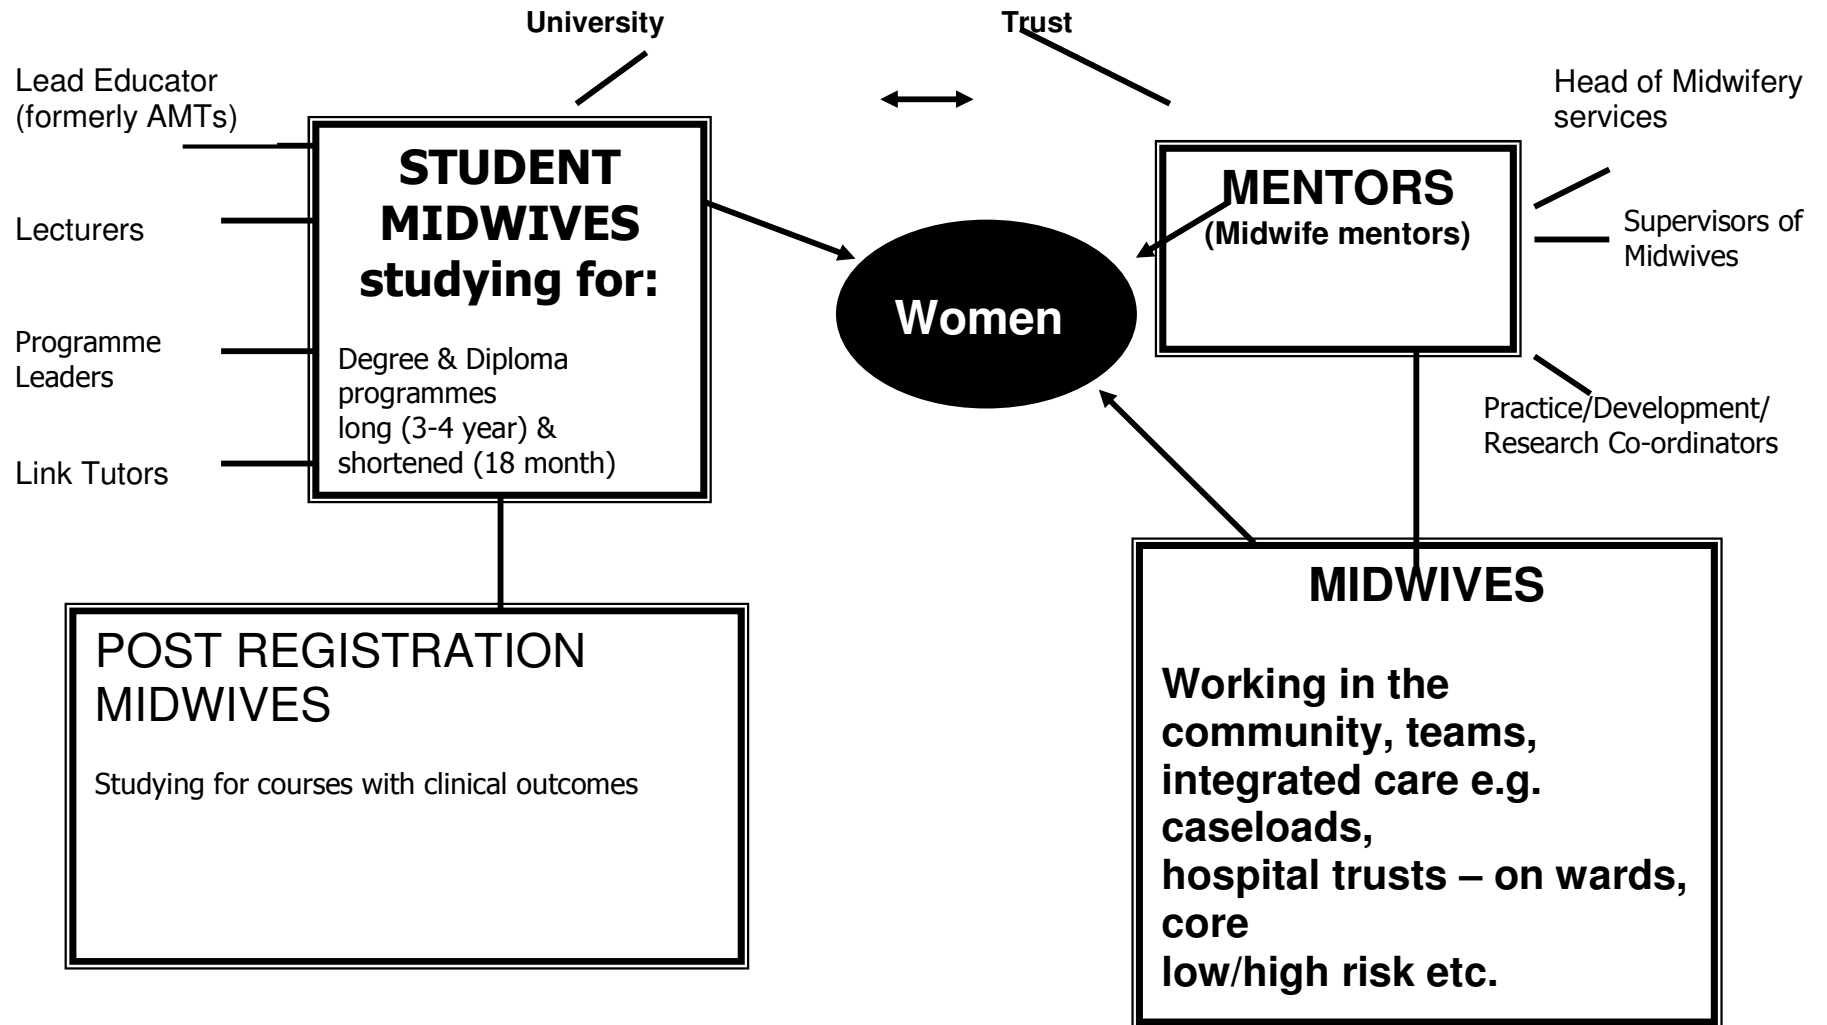 University
Trust
Lead Educator
(formerly AMTs)
Lecturers
Programme
Leaders
Link Tutors
STUDENT
MIDWIVES
studying for:
Degree & Diploma
programmes
long (3-4 year) &
shortened (18 month)
Women
MENTORS
(Midwife mentors)
Head of Midwifery
services
Supervisors of
Midwives
Practice/Development/
Research Co-ordinators
POST REGISTRATION
MIDWIVES
Studying for courses with clinical outcomes
MIDWIVES
Working in the
community, teams,
integrated care e.g.
caseloads,
hospital trusts – on wards,
core
low/high risk etc.